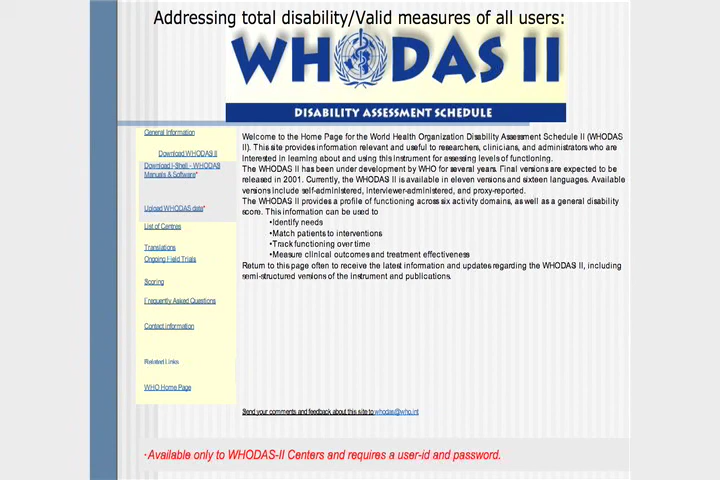 Addressing total disability/Valid measures of all users:
WHODAS II
DISABILITY ASSESSMENT SCHEDULE
General Information
Download WHODAS II
Download I-Shell - WHODAS
Manuals & Software*
Upload WHODAS data*
List of Centres
Translations
Ongoing Field Trials
Scoring
Frequently Asked Questions
Contact information
Related Links
WHO Home Page
Welcome to the Home Page for the World Health Organization Disability Assessment Schedule II (WHODAS
II). This site provides information relevant and useful to researchers, clinicians, and administrators who are
interested in learning about and using this instrument for assessing levels of functioning.
The WHODAS II has been under development by WHO for several years. Final versions are expected to be
released in 2001. Currently, the WHODAS II is available in eleven versions and sixteen languages. Available
versions include self-administered, interviewer-administered, and proxy-reported.
The WHODAS II provides a profile of functioning across six activity domains, as well as a general disability
score. This information can be used to
•Identify needs
•Match patients to interventions
•Track functioning over time
•Measure clinical outcomes and treatment effectiveness
Return to this page often to receive the latest information and updates regarding the WHODAS II, including
semi-structured versions of the instrument and publications.
Send your comments and feedback about this site to whodas@who.int
·Available only to WHODAS-II Centers and requires a user-id and password.